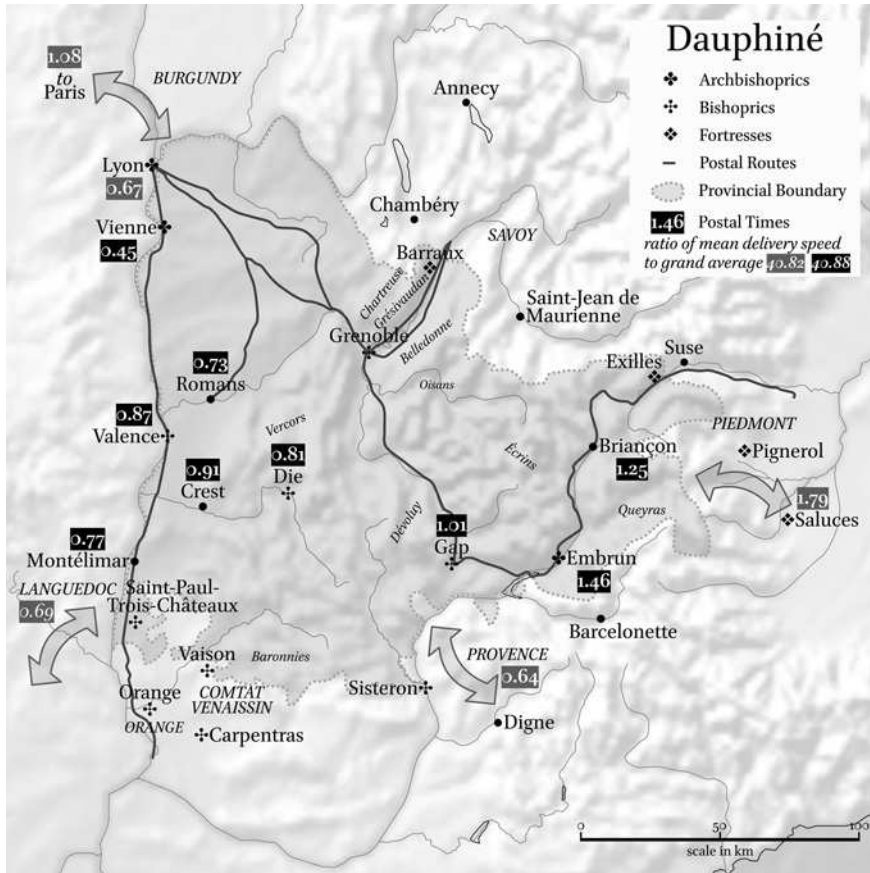 Dauphiné
Archbishoprics
Bishoprics
Fortresses
Postal Routes
Provincial Boundary
1.46 Postal Times
ratio of mean delivery speed
to grand average 40.82 40.88
1.08
to
Paris
BURGUNDY
Annecy
Lyon
0.67
Vienne
0.45
Chambéry
SAVOY
Barraux
Chartreuse
Grésivaudan
Belledonne
Grenoble
Saint-Jean de
Maurienne
Oisans
Exilles
Suse
0.73
Romans
0.87
Valence
Vercors
0.81
Die
0.91
Crest
Écrins
Briançon
1.25
PIEDMONT
Pignerol
1.79
Saluces
Queyras
Dévoluy
1.01
Gap
Embrun
1.46
0.77
Montélimar
LANGUEDOC
0.69
Saint-Paul-
Trois-Châteaux
Barcelonette
Vaison
Baronnies
PROVENCE
0.64
Sisteron
Orange
ORANGE
COMTAT
VENAISSIN
Carpentras
Digne
0 50 100
scale in km